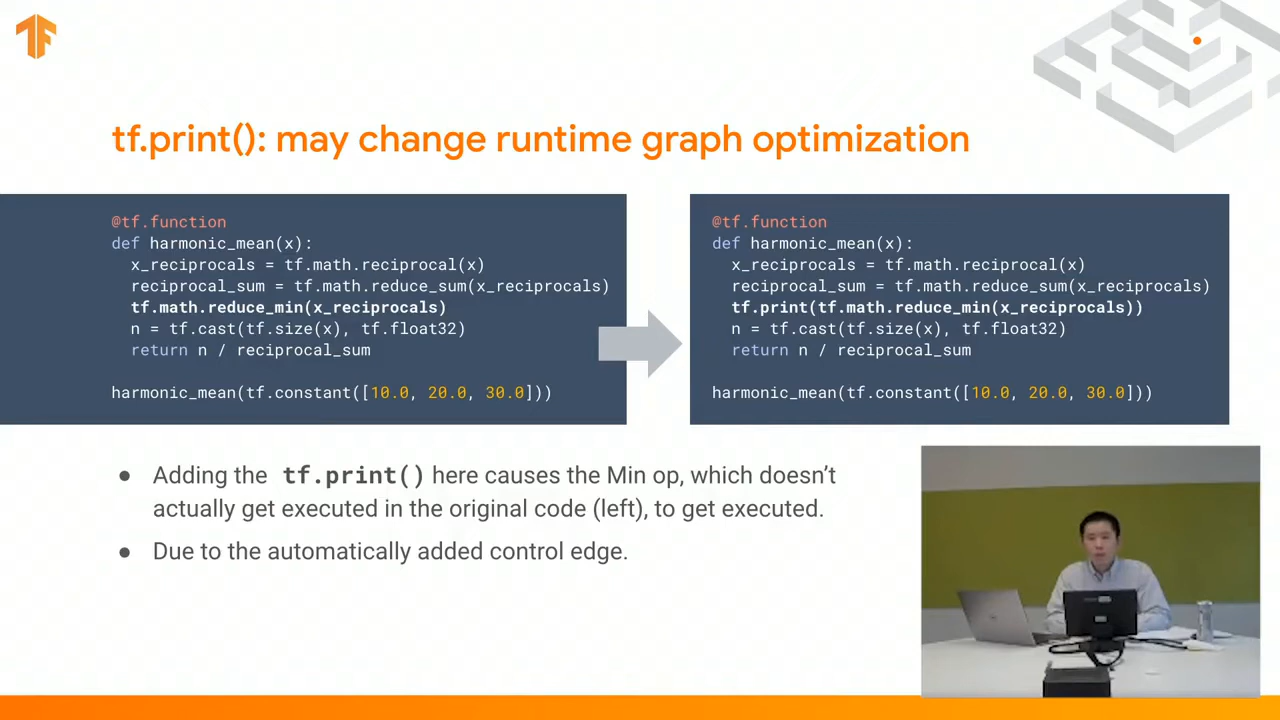 tf.print(): may change runtime graph optimization
@tf.function
def harmonic_mean(x):
x_reciprocals = tf.math.reciprocal(x)
reciprocal_sum = tf.math.reduce_sum(x_reciprocals)
tf.math.reduce_min(x_reciprocals)
n = tf.cast(tf.size(x), tf.float32)
return n / reciprocal_sum
harmonic_mean(tf.constant([10.0, 20.0, 30.0]))
@tf.function
def harmonic_mean(x):
x_reciprocals = tf.math.reciprocal(x)
reciprocal_sum = tf.math.reduce_sum(x_reciprocals)
tf.print(tf.math.reduce_min(x_reciprocals))
n = tf.cast(tf.size(x), tf.float32)
return n / reciprocal_sum
harmonic_mean(tf.constant([10.0, 20.0, 30.0]))
● Adding the tf.print() here causes the Min op, which doesn’t
actually get executed in the original code (left), to get executed.
● Due to the automatically added control edge.